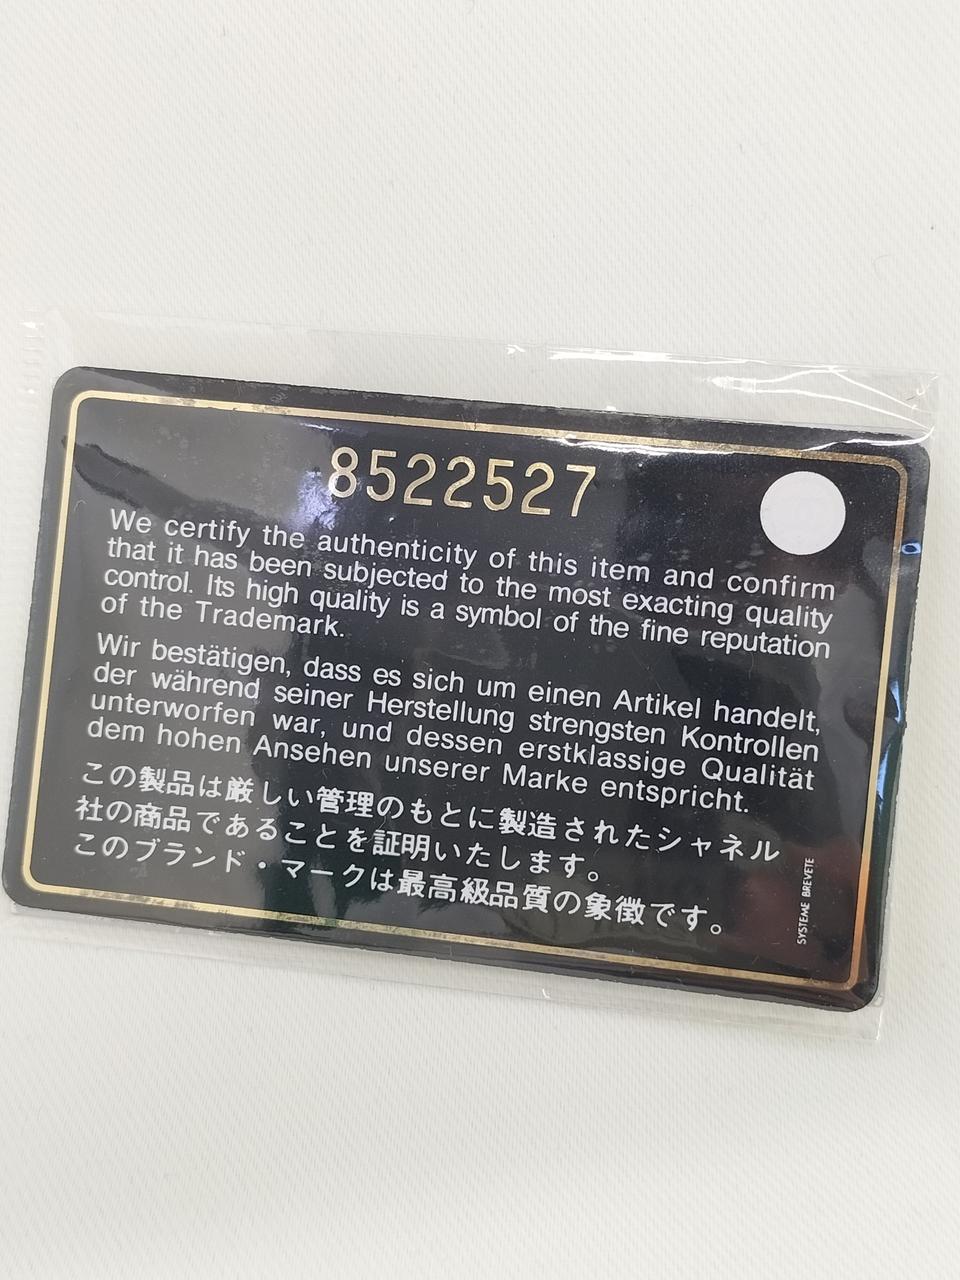 8522527
We certify the authenticity of this item and confirm
that it has been subjected to the most exacting quality
control. Its high quality is a symbol of the fine reputation
of the Trademark.
Wir bestätigen, dass es sich um einen Artikel handelt,
der während seiner Herstellung strengsten Kontrollen
unterworfen war, und dessen erstklassige Qualität
dem hohen Ansehen unserer Marke entspricht.
この製品は厳しい管理のもとに製造されたシャネル
社の商品であることを証明いたします。
このブランド・マークは最高級品質の象徴です。
SYSTEME BREVETE